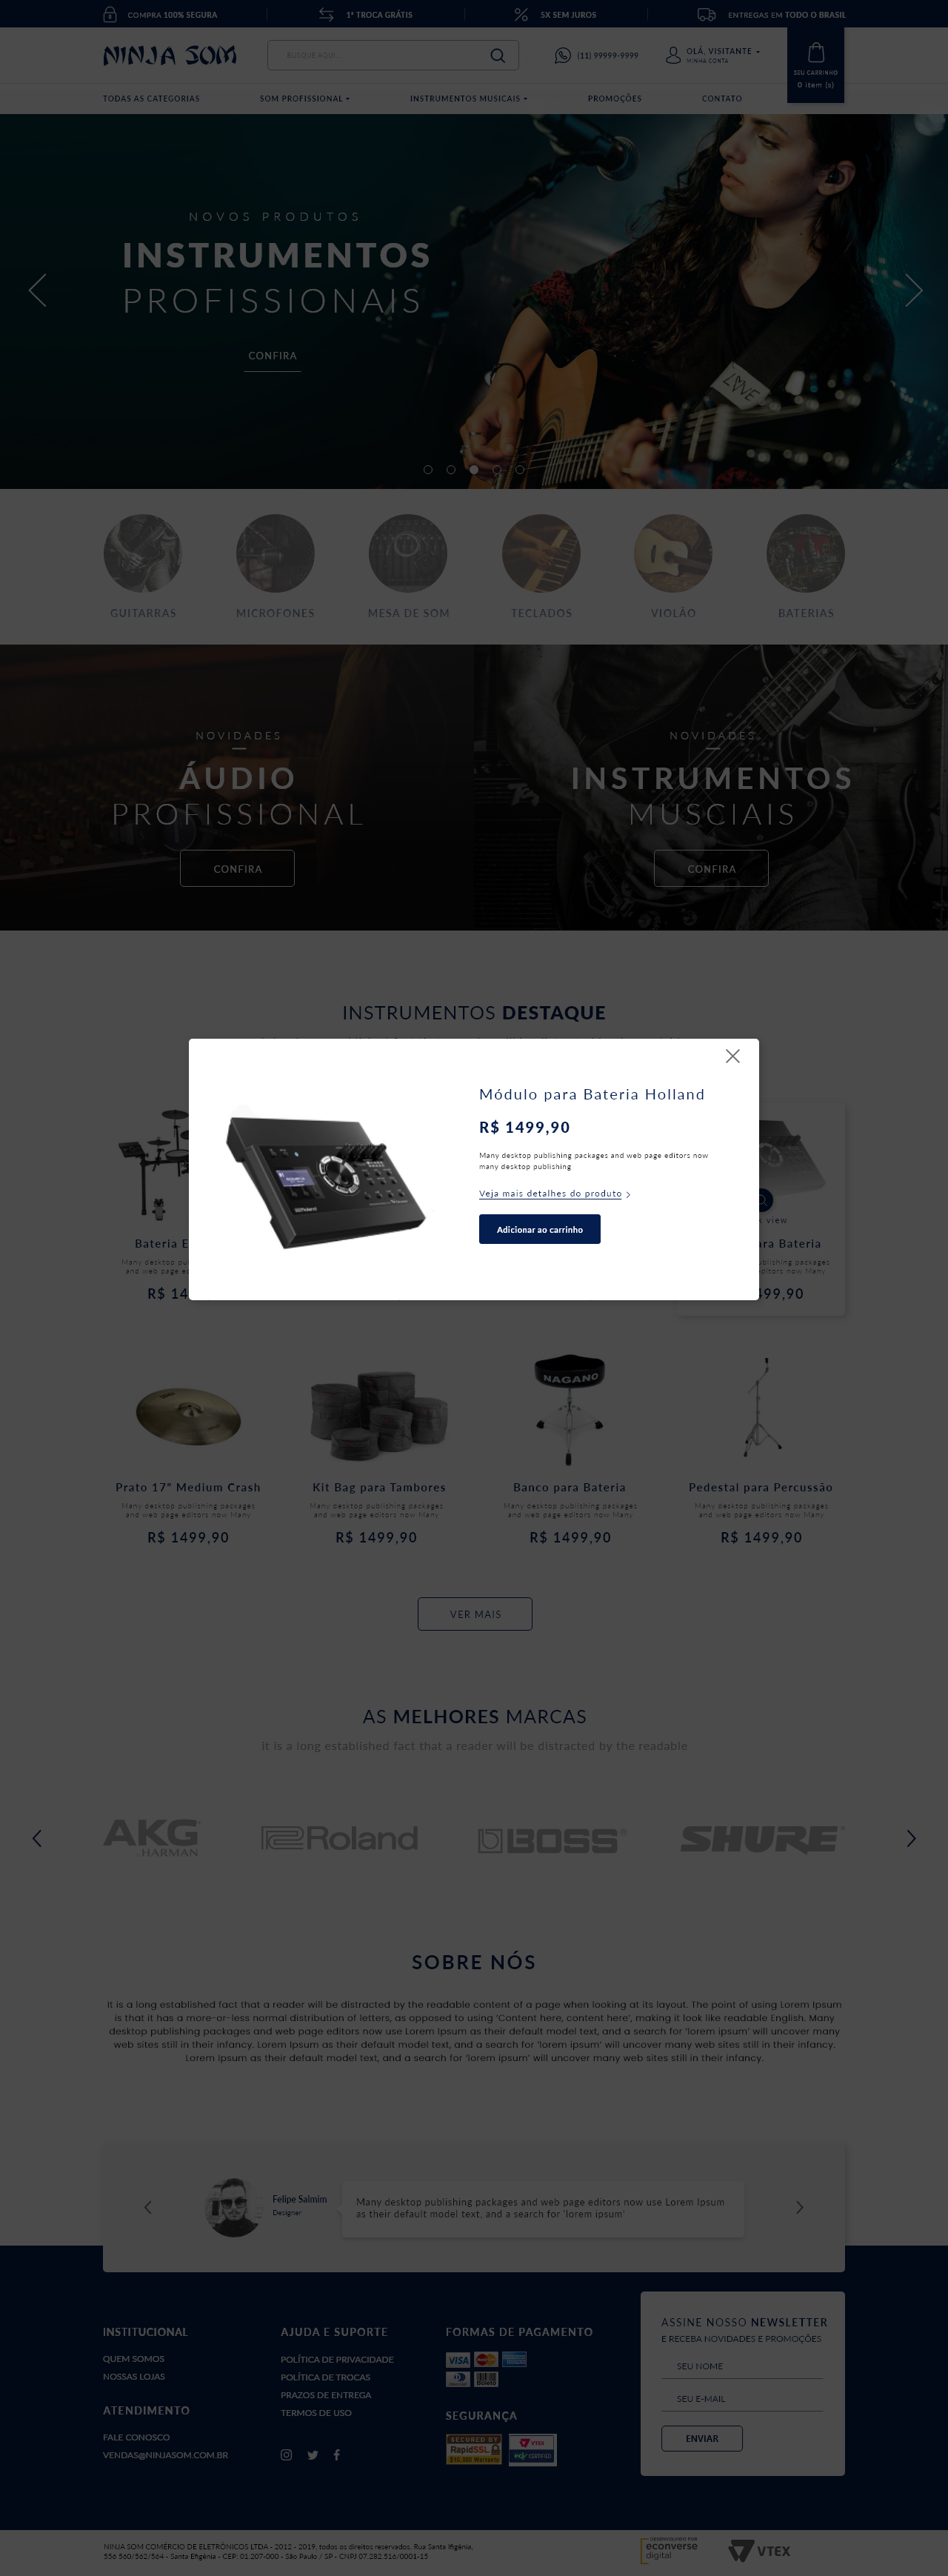 COMPRA 100% SEGURA
1ª TROCA GRÁTIS
5X SEM JUROS
ENTREGAS EM TODO O BRASIL
NINJA SOM
BUSQUE AQUI...
(11) 99999-9999
OLÁ, VISITANTE
MINHA CONTA
SEU CARRINHO
0 item (s)
TODAS AS CATEGORIAS
SOM PROFISSIONAL
INSTRUMENTOS MUSICAIS
PROMOÇÕES
CONTATO
NOVOS PRODUTOS
INSTRUMENTOS
PROFISSIONAIS
CONFIRA
LOVE
GUITARRAS
MICROFONES
MESA DE SOM
TECLADOS
VIOLÃO
BATERIAS
NOVIDADES
ÁUDIO
PROFISSIONAL
CONFIRA
NOVIDADES
INSTRUMENTOS
MUSCIAIS
CONFIRA
INSTRUMENTOS DESTAQUE
Módulo para Bateria Holland
R$ 1499,90
Many desktop publishing packages and web page editors now
many desktop publishing
Veja mais detalhes do produto
Adicionar ao carrinho
Roland
view
Bateria E
Many desktop pu
and web page ed
R$ 14
ara Bateria
ublishing packages
editors now Many
499,90
NAGANO
Prato 17" Medium Crash
Many desktop publishing packages
and web page editors now Many
R$ 1499,90
Kit Bag para Tambores
Many desktop publishing packages
and web page editors now Many
R$ 1499,90
Banco para Bateria
Many desktop publishing packages
and web page editors now Many
R$ 1499,90
Pedestal para Percussão
Many desktop publishing packages
and web page editors now Many
R$ 1499,90
VER MAIS
AS MELHORES MARCAS
it is a long established fact that a reader will be distracted by the readable
AKG
by HARMAN
Roland
BOSS
SHURE
SOBRE NÓS
It is a long established fact that a reader will be distracted by the readable content of a page when looking at its layout. The point of using Lorem Ipsum
is that it has a more-or-less normal distribution of letters, as opposed to using 'Content here, content here', making it look like readable English. Many
desktop publishing packages and web page editors now use Lorem Ipsum as their default model text, and a search for 'lorem ipsum' will uncover many
web sites still in their infancy. Lorem Ipsum as their default model text, and a search for 'lorem ipsum' will uncover many web sites still in their infancy.
Lorem Ipsum as their default model text, and a search for 'lorem ipsum' will uncover many web sites still in their infancy.
Felipe Salmim
Designer
Many desktop publishing packages and web page editors now use Lorem Ipsum
as their default model text, and a search for 'lorem ipsum'
INSTITUCIONAL
QUEM SOMOS
NOSSAS LOJAS
ATENDIMENTO
FALE CONOSCO
VENDAS@NINJASOM.COM.BR
AJUDA E SUPORTE
POLÍTICA DE PRIVACIDADE
POLÍTICA DE TROCAS
PRAZOS DE ENTREGA
TERMOS DE USO
FORMAS DE PAGAMENTO
VISA
SEGURANÇA
SECURED BY
RapidSSL
$10,000 Warranty
VTEX
PCI CERTIFIED
ASSINE NOSSO NEWSLETTER
E RECEBA NOVIDADES E PROMOÇÕES
SEU NOME
SEU E-MAIL
ENVIAR
NINJA SOM COMÉRCIO DE ELETRÔNICOS LTDA - 2012 - 2019, todos os direitos reservados. Rua Santa Ifigênia,
556 560/562/564 - Santa Efigênia - CEP: 01.207-000 - São Paulo / SP - CNPJ 07.282.516/0001-15
DESENVOLVIDO POR
econverse
digital
VTEX